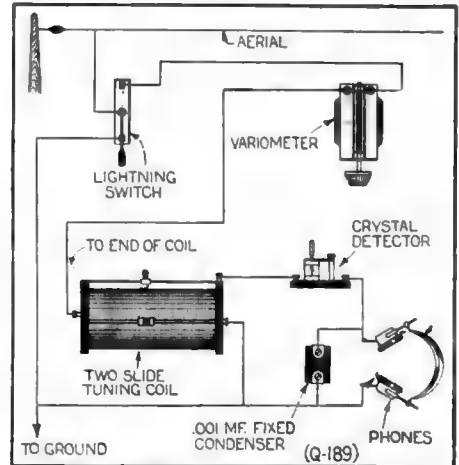 AERIAL
VARIOMETER
LIGHTNING
SWITCH
TO END OF COIL
CRYSTAL
DETECTOR
TWO SLIDE
TUNING COIL
.001 MF. FIXED
CONDENSER
PHONES
TO GROUND
(Q-189)